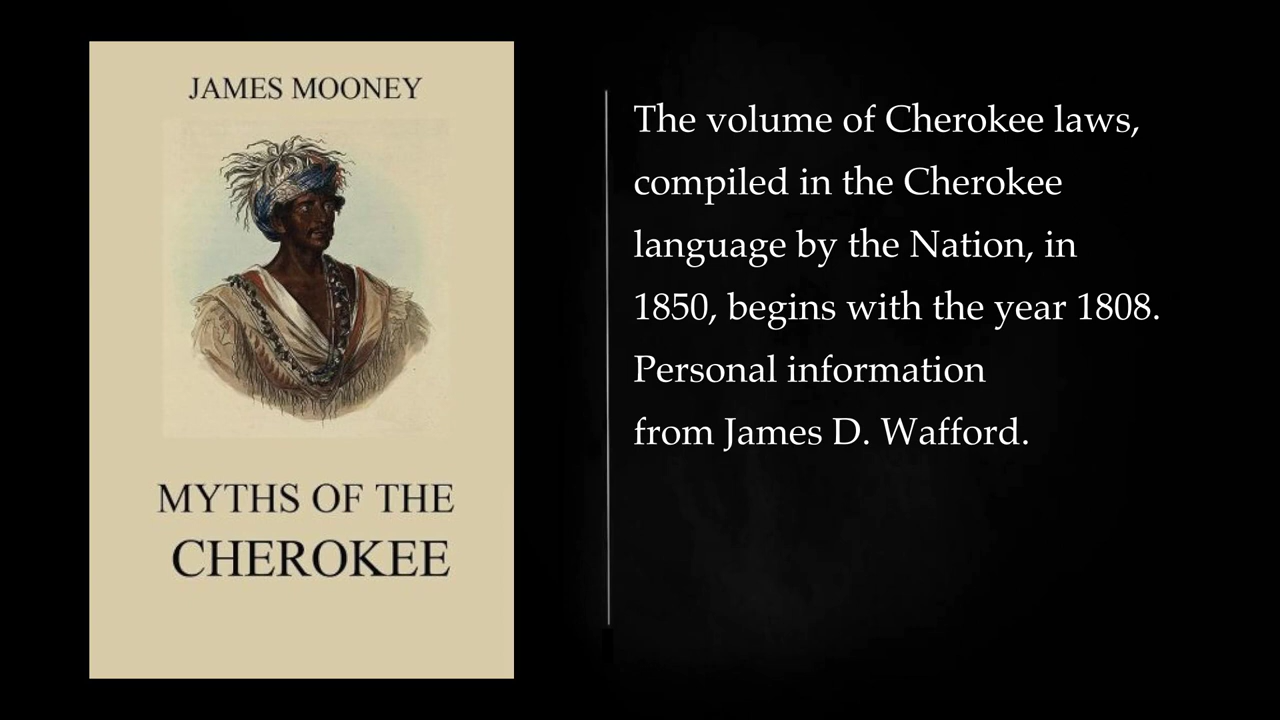 JAMES MOONEY
MYTHS OF THE
CHEROKEE
The volume of Cherokee laws,
compiled in the Cherokee
language by the Nation, in
1850, begins with the year 1808.
Personal information
from James D. Wafford.